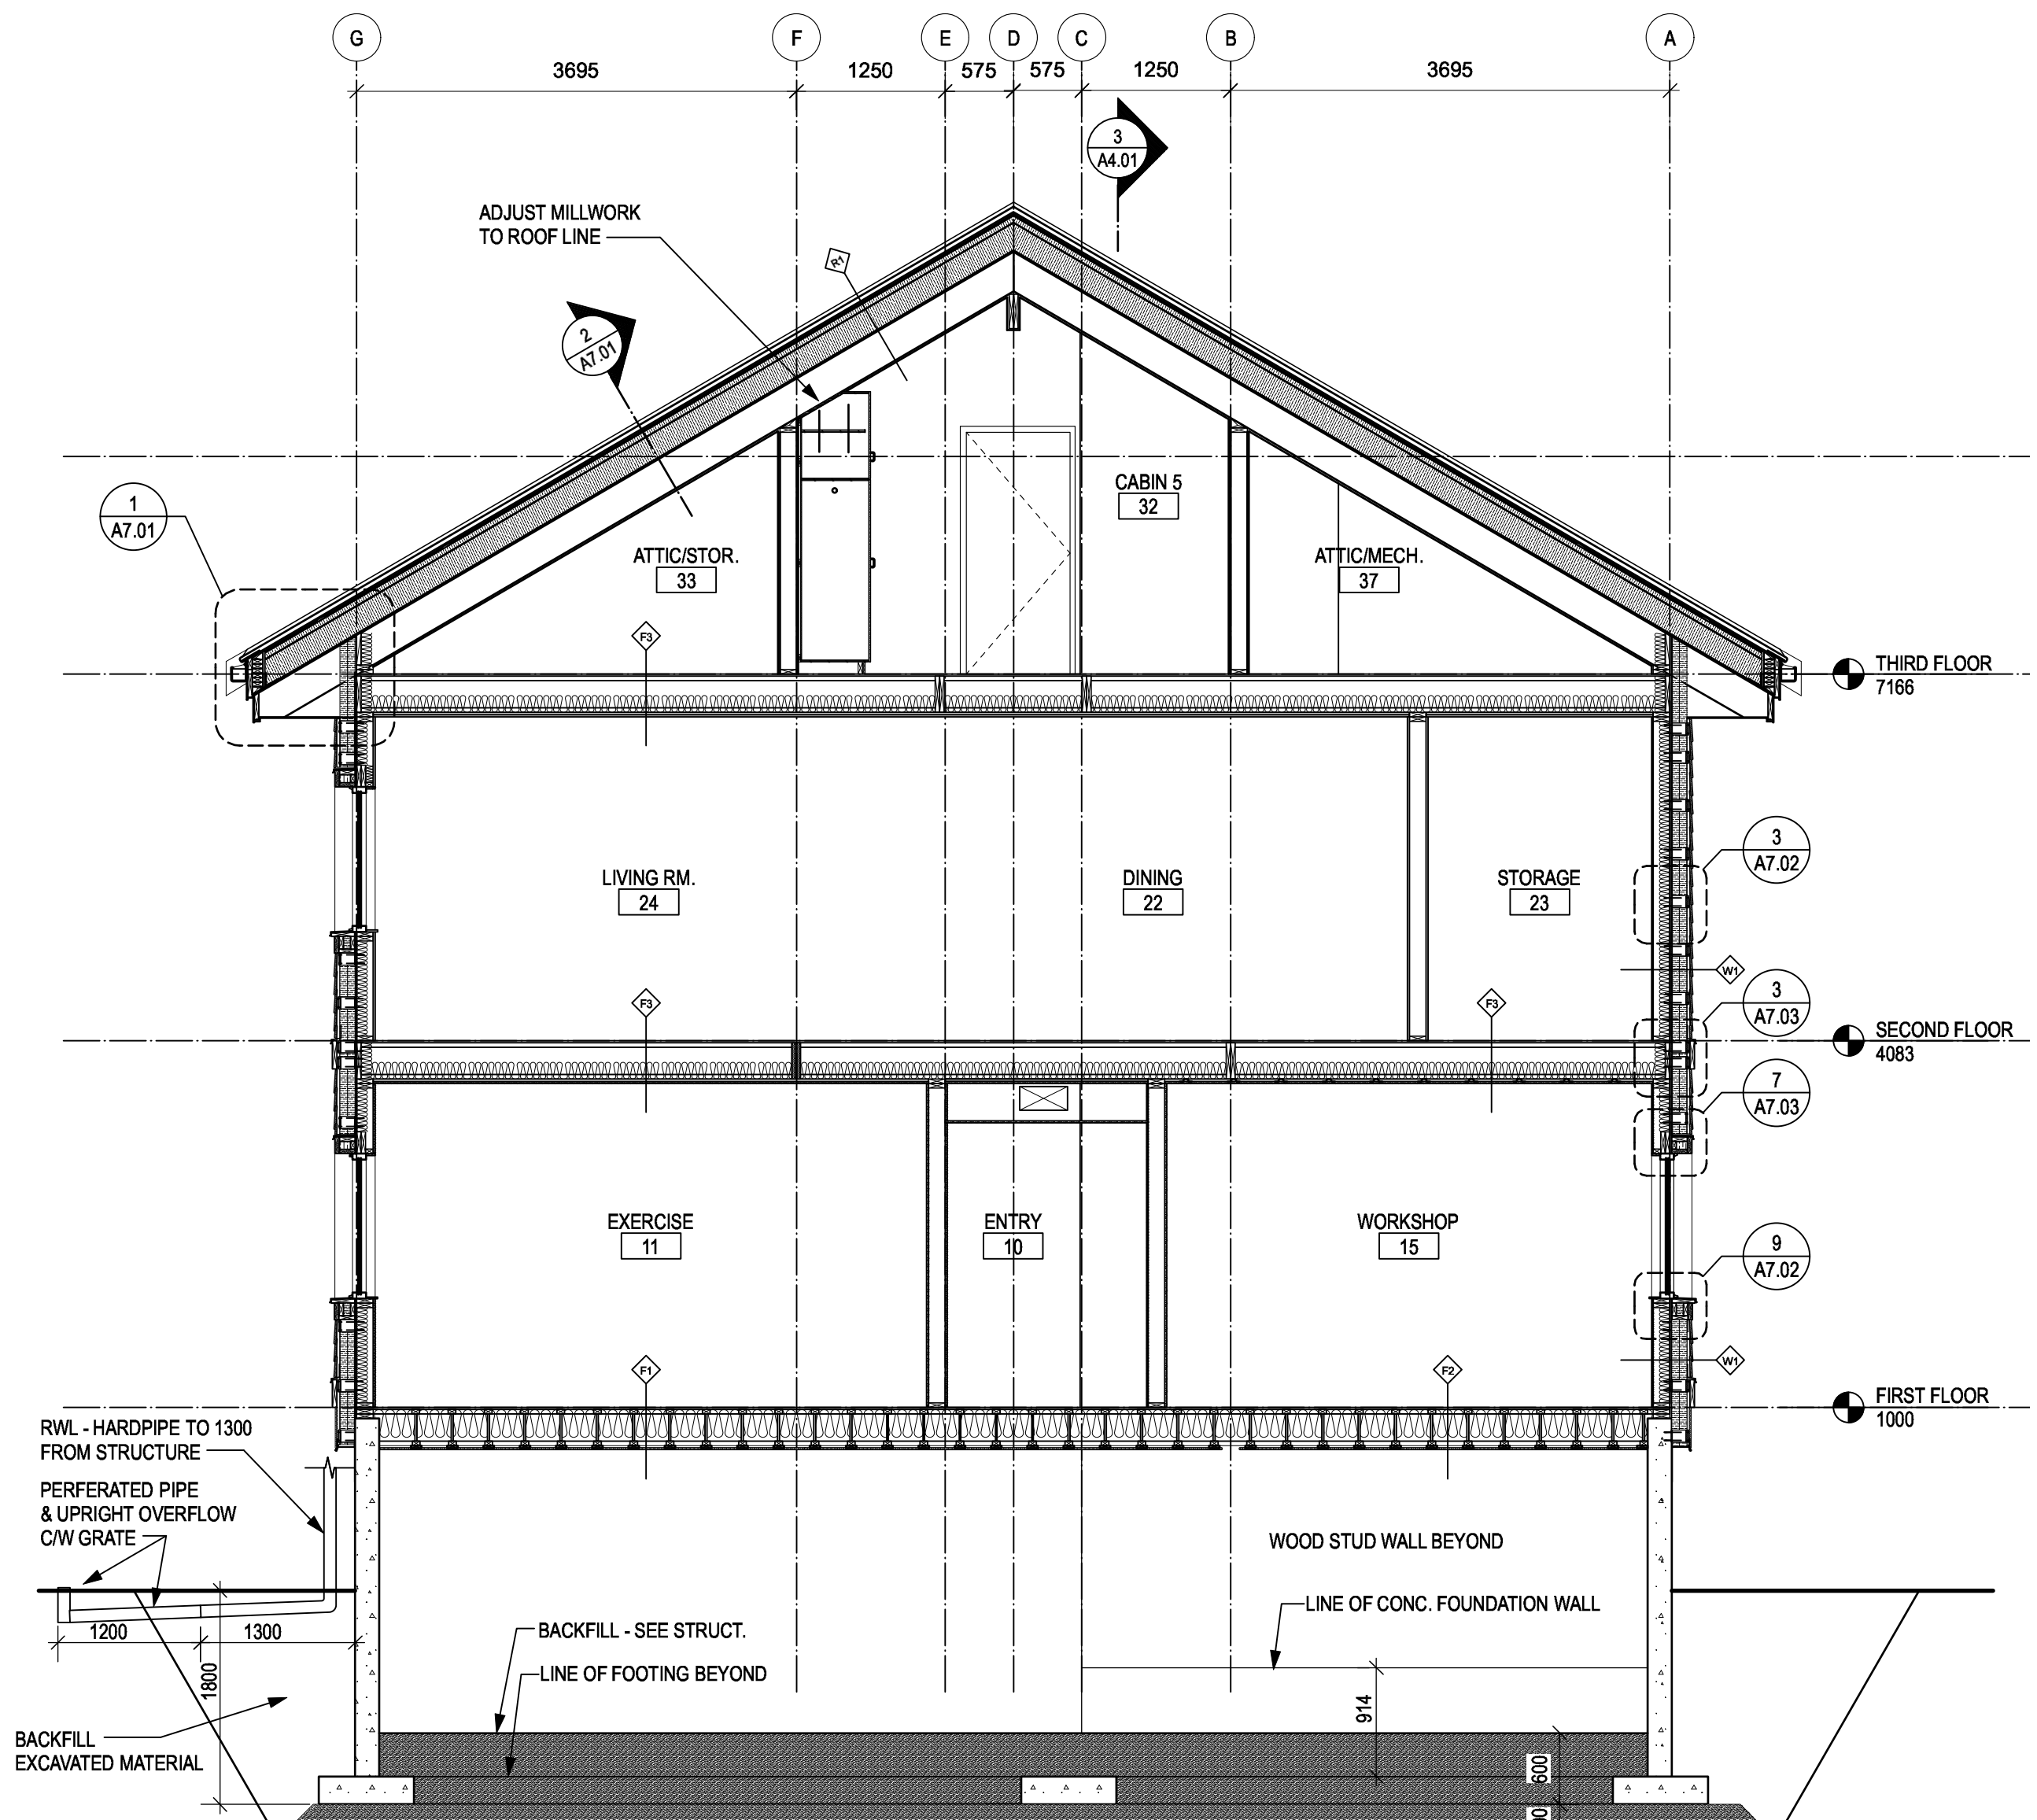 G F E D C B A
3695 1250 575 575 1250 3695
3
A4.01
ADJUST MILLWORK
TO ROOF LINE
R1
2
A7.01
1
A7.01
CABIN 5
32
ATTIC/STOR.
33
ATTIC/MECH.
37
F3
THIRD FLOOR
7166
3
A7.02
LIVING RM.
24
DINING
22
STORAGE
23
W1
F3
F3
3
A7.03
SECOND FLOOR
4083
7
A7.03
EXERCISE
11
ENTRY
10
WORKSHOP
15
9
A7.02
W1
F1
F2
FIRST FLOOR
1000
RWL - HARDPIPE TO 1300
FROM STRUCTURE
PERFERATED PIPE
& UPRIGHT OVERFLOW
C/W GRATE
WOOD STUD WALL BEYOND
LINE OF CONC. FOUNDATION WALL
1200 1300
BACKFILL - SEE STRUCT.
LINE OF FOOTING BEYOND
1800
914
BACKFILL
EXCAVATED MATERIAL
600